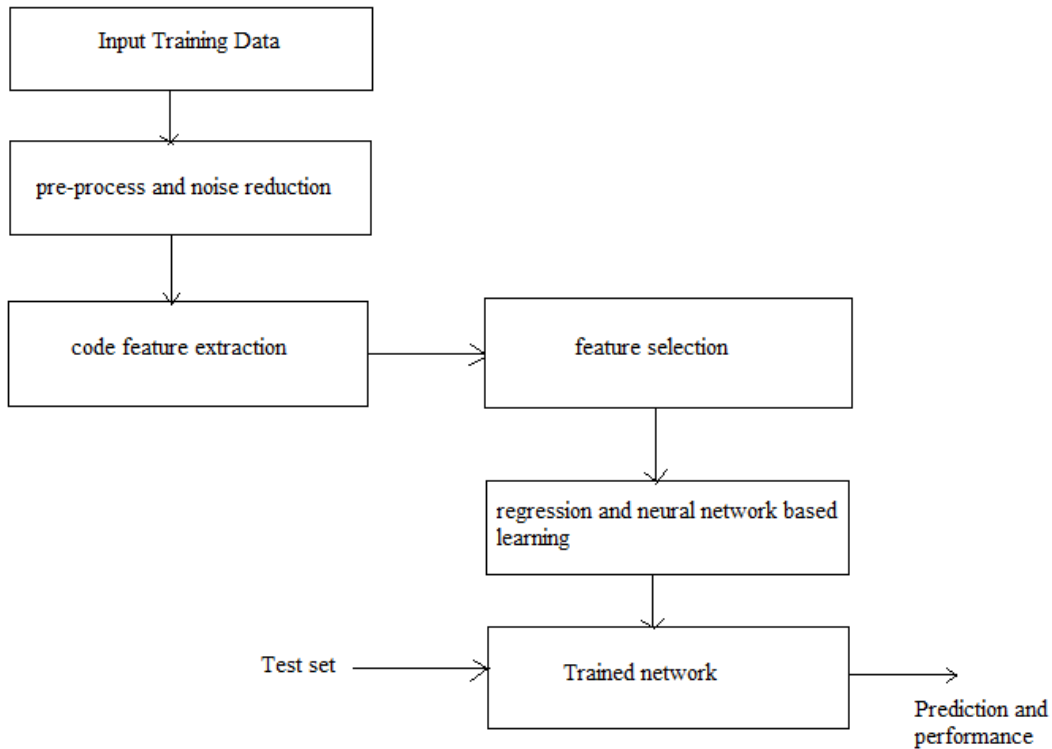 Input Training Data
pre-process and noise reduction
code feature extraction
feature selection
regression and neural network based
learning
Test set
Trained network
Prediction and
performance